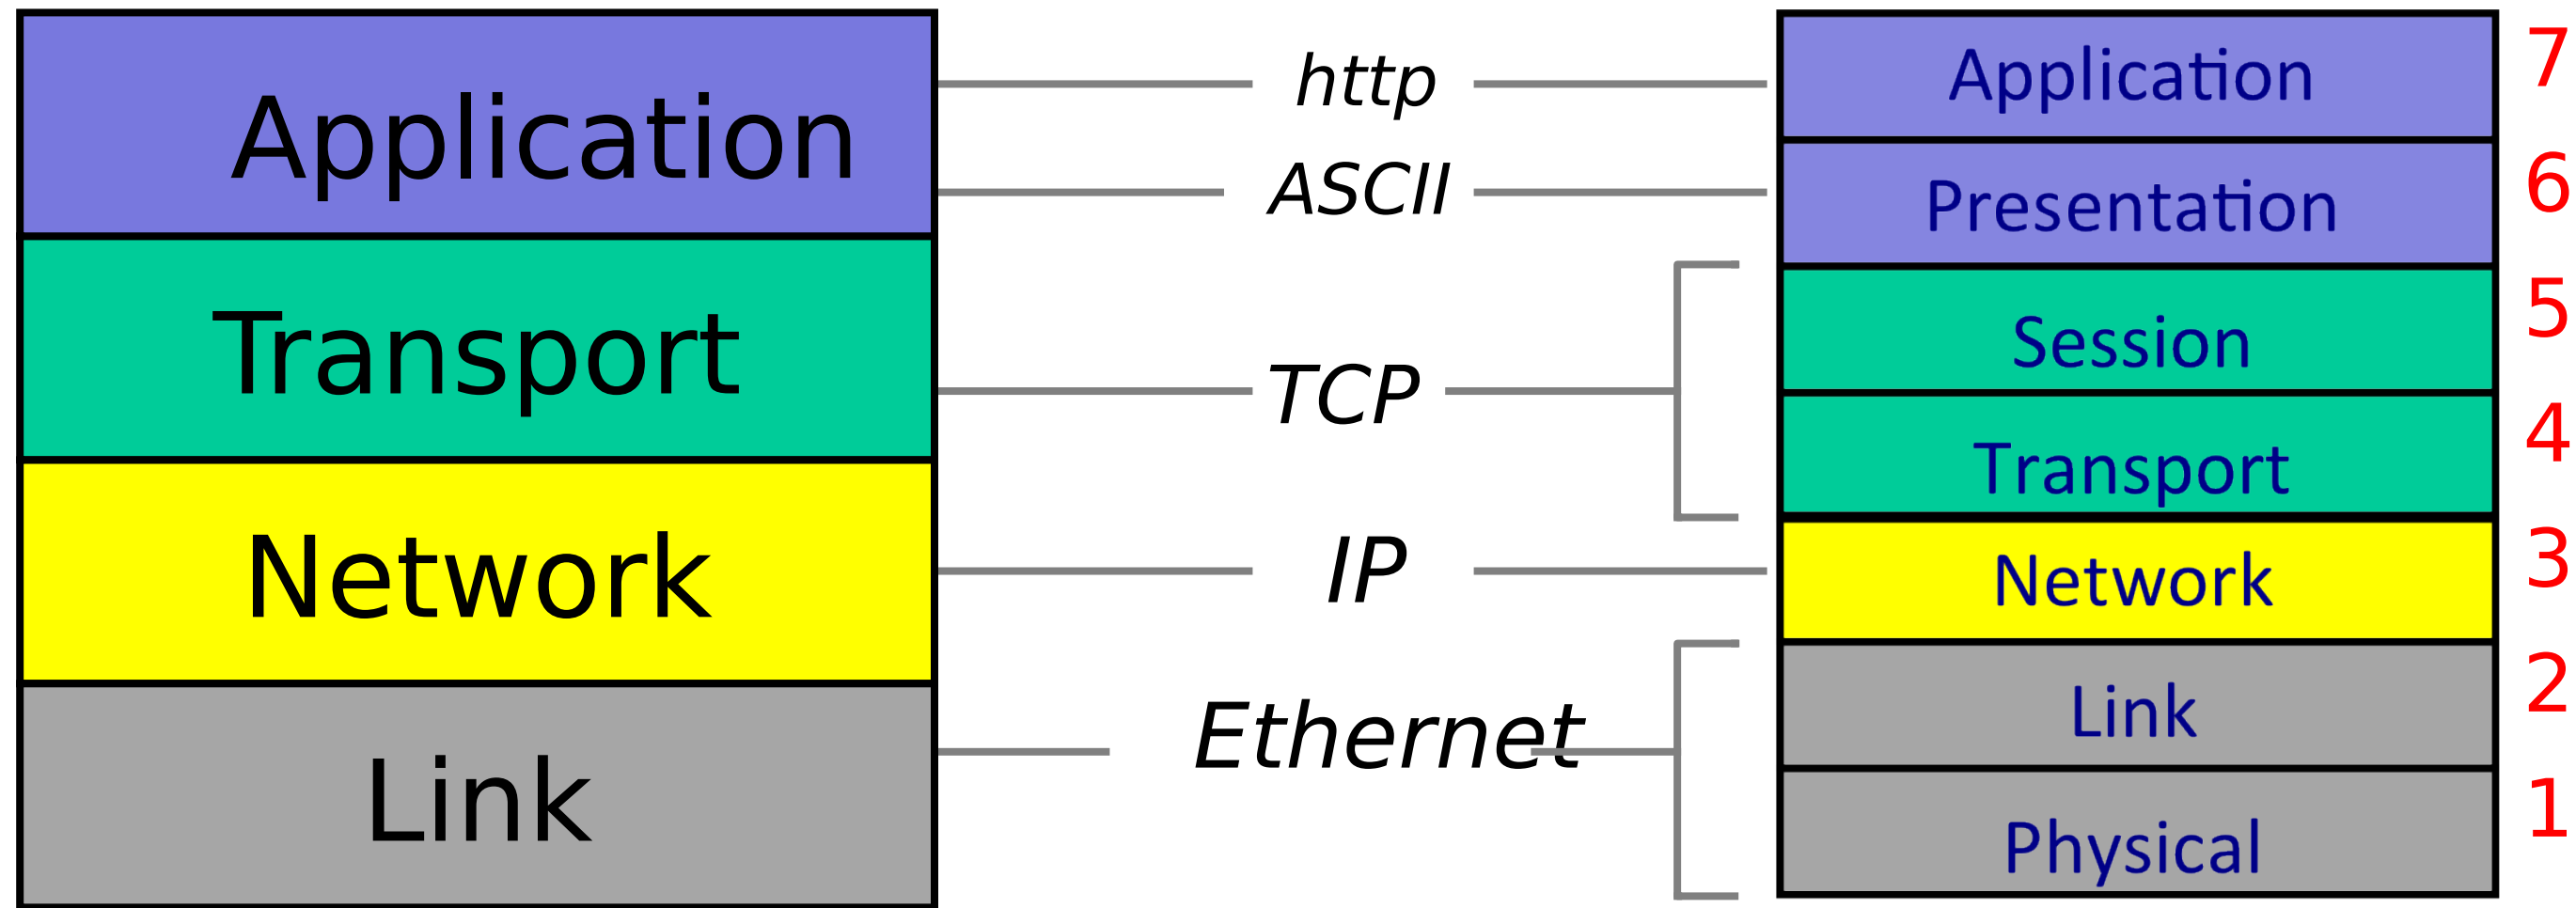 Application
Transport
Network
Link
http
ASCII
TCP
IP
Ethernet
Application 7
Presentation 6
Session 5
Transport 4
Network 3
Link 2
Physical 1